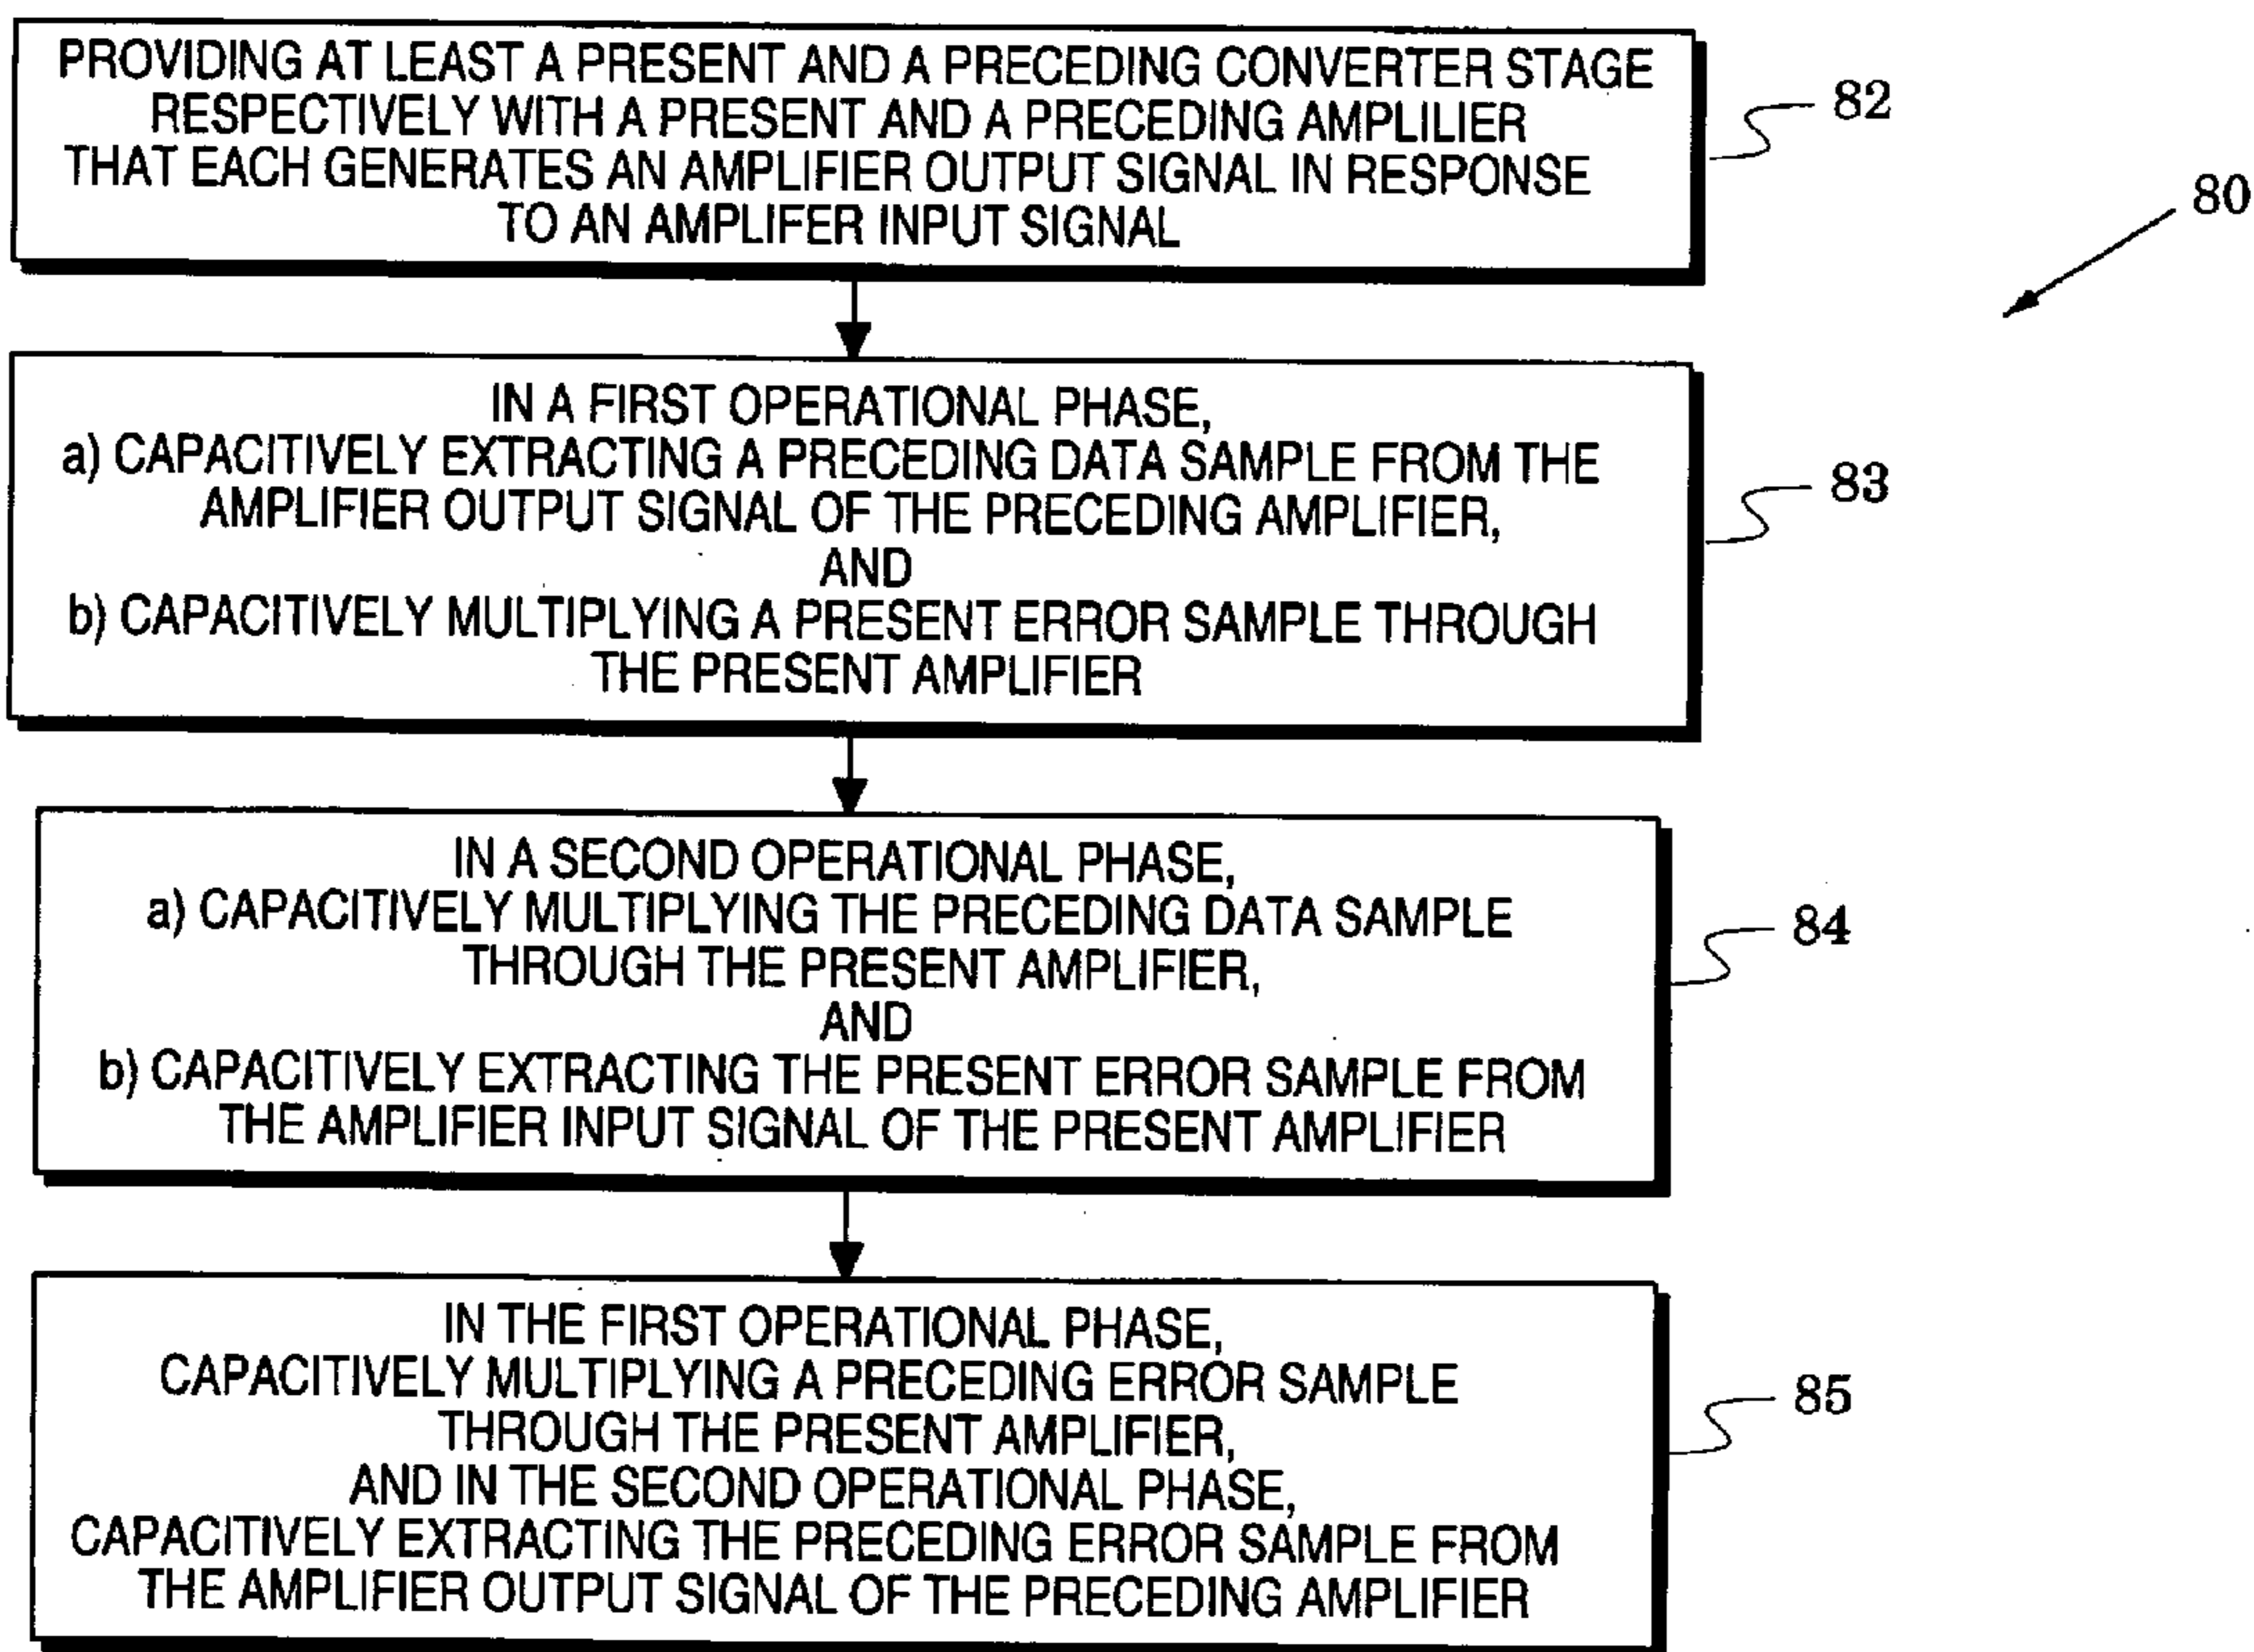 PROVIDING AT LEAST A PRESENT AND A PRECEDING CONVERTER STAGE
RESPECTIVELY WITH A PRESENT AND A PRECEDING AMPLILIER
THAT EACH GENERATES AN AMPLIFIER OUTPUT SIGNAL IN RESPONSE
TO AN AMPLIFER INPUT SIGNAL
82
80
IN A FIRST OPERATIONAL PHASE,
a) CAPACITIVELY EXTRACTING A PRECEDING DATA SAMPLE FROM THE
AMPLIFIER OUTPUT SIGNAL OF THE PRECEDING AMPLIFIER,
AND
b) CAPACITIVELY MULTIPLYING A PRESENT ERROR SAMPLE THROUGH
THE PRESENT AMPLIFIER
83
IN A SECOND OPERATIONAL PHASE,
a) CAPACITIVELY MULTIPLYING THE PRECEDING DATA SAMPLE
THROUGH THE PRESENT AMPLIFIER,
AND
b) CAPACITIVELY EXTRACTING THE PRESENT ERROR SAMPLE FROM
THE AMPLIFIER INPUT SIGNAL OF THE PRESENT AMPLIFIER
84
IN THE FIRST OPERATIONAL PHASE,
CAPACITIVELY MULTIPLYING A PRECEDING ERROR SAMPLE
THROUGH THE PRESENT AMPLIFIER,
AND IN THE SECOND OPERATIONAL PHASE,
CAPACITIVELY EXTRACTING THE PRECEDING ERROR SAMPLE FROM
THE AMPLIFIER OUTPUT SIGNAL OF THE PRECEDING AMPLIFIER
85